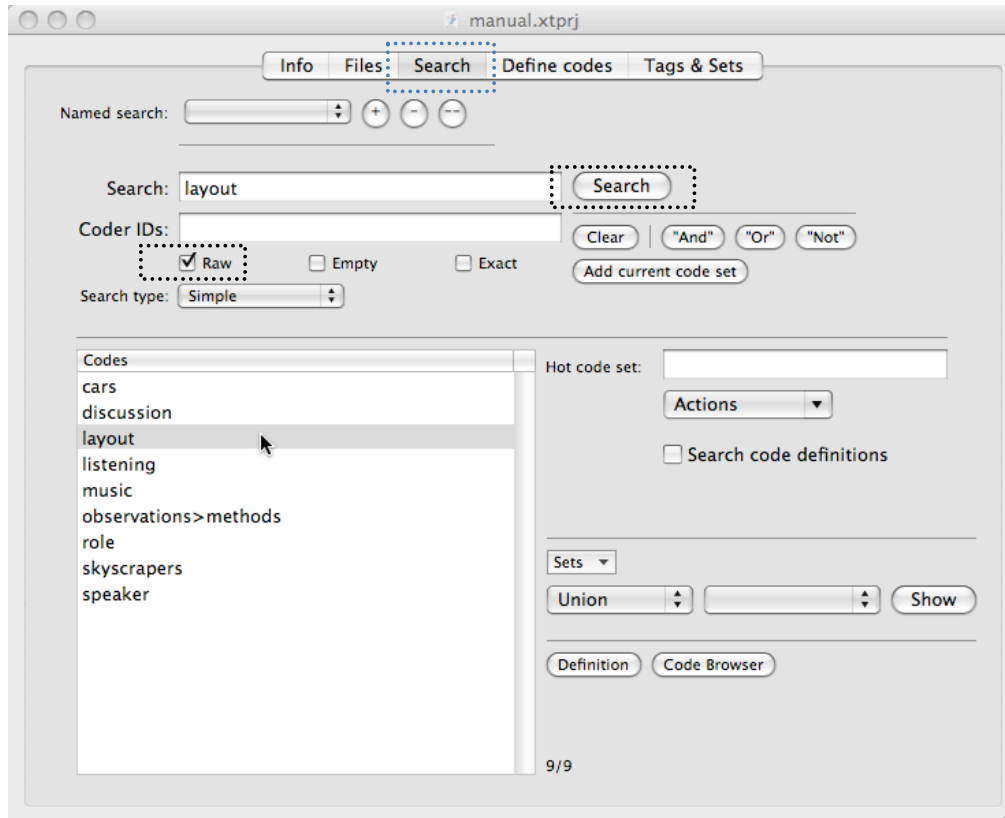 manual.xtprj
Info Files Search Define codes Tags & Sets
Named search: + - --
Search: layout Search
Coder IDs:
Clear "And" "Or" "Not"
Raw Empty Exact
Add current code set
Search type: Simple
Codes
cars
discussion
layout
listening
music
observations>methods
role
skyscrapers
speaker
Hot code set:
Actions
Search code definitions
Sets
Union Show
Definition Code Browser
9/9